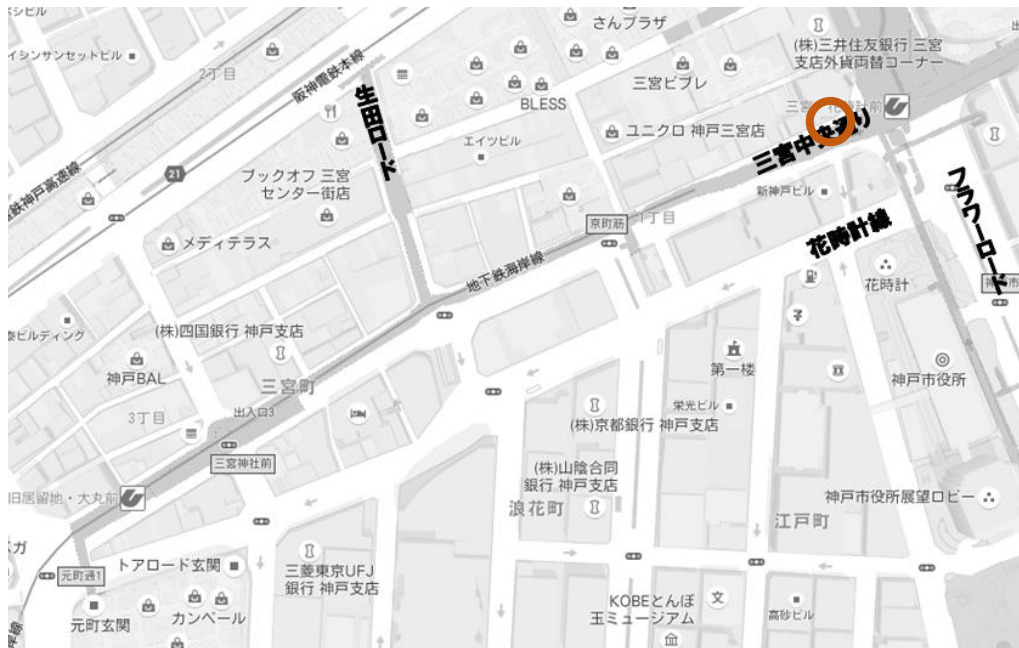 さんプラザ
(株)三井住友銀行 三宮
支店外貨両替コーナー
イシンサンセットビル
2丁目
阪神電鉄本線
三宮ビブレ
BLESS
生田ロード
ユニクロ 神戸三宮店
三宮中央通り
エイツビル
21
ブックオフ 三宮
センター街店
新神戸ビル
フラワーロード
京町筋
1丁目
メディテラス
花時計線
花時計
地下鉄海岸線
(株)四国銀行 神戸支店
神戸BAL
三宮町
第一楼
神戸市役所
3丁目
出入口3
栄光ビル
(株)京都銀行 神戸支店
三宮神社前
(株)山陰合同
銀行 神戸支店
旧居留地・大丸前
浪花町
江戸町
神戸市役所展望ロビー
トアロード玄関
元町通1
三菱東京UFJ
銀行 神戸支店
元町玄関
カンペール
KOBEとんぼ
玉ミュージアム
文
高砂ビル